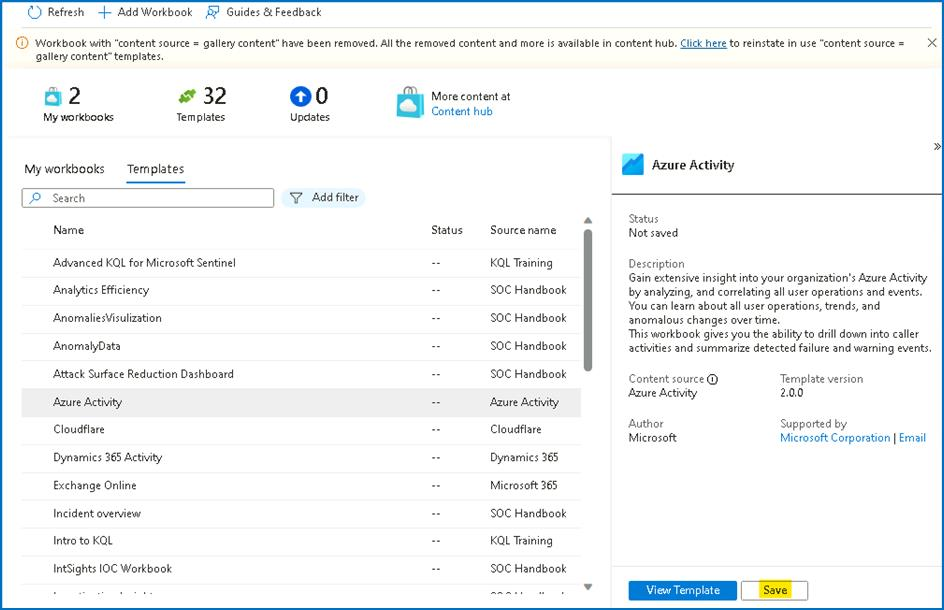 Refresh Add Workbook Guides & Feedback
Workbook with "content source = gallery content" have been removed. All the removed content and more is available in content hub. Click here to reinstate in use "content source =
gallery content" templates.
2 32 0 More content at
My workbooks Templates Updates Content hub
My workbooks Templates
Search Add filter
Name Status Source name
Advanced KQL for Microsoft Sentinel -- KQL Training
Analytics Efficiency -- SOC Handbook
AnomaliesVisulization -- SOC Handbook
AnomalyData -- SOC Handbook
Attack Surface Reduction Dashboard -- SOC Handbook
Azure Activity -- Azure Activity
Cloudflare -- Cloudflare
Dynamics 365 Activity -- Dynamics 365
Exchange Online -- Microsoft 365
Incident overview -- SOC Handbook
Intro to KQL -- KQL Training
IntSights IOC Workbook -- SOC Handbook
Azure Activity
Status
Not saved
Description
Gain extensive insight into your organization's Azure Activity
by analyzing, and correlating all user operations and events.
You can learn about all user operations, trends, and
anomalous changes over time.
This workbook gives you the ability to drill down into caller
activities and summarize detected failure and warning events.
Content source Template version
Azure Activity 2.0.0
Author Supported by
Microsoft Microsoft Corporation | Email
View Template Save